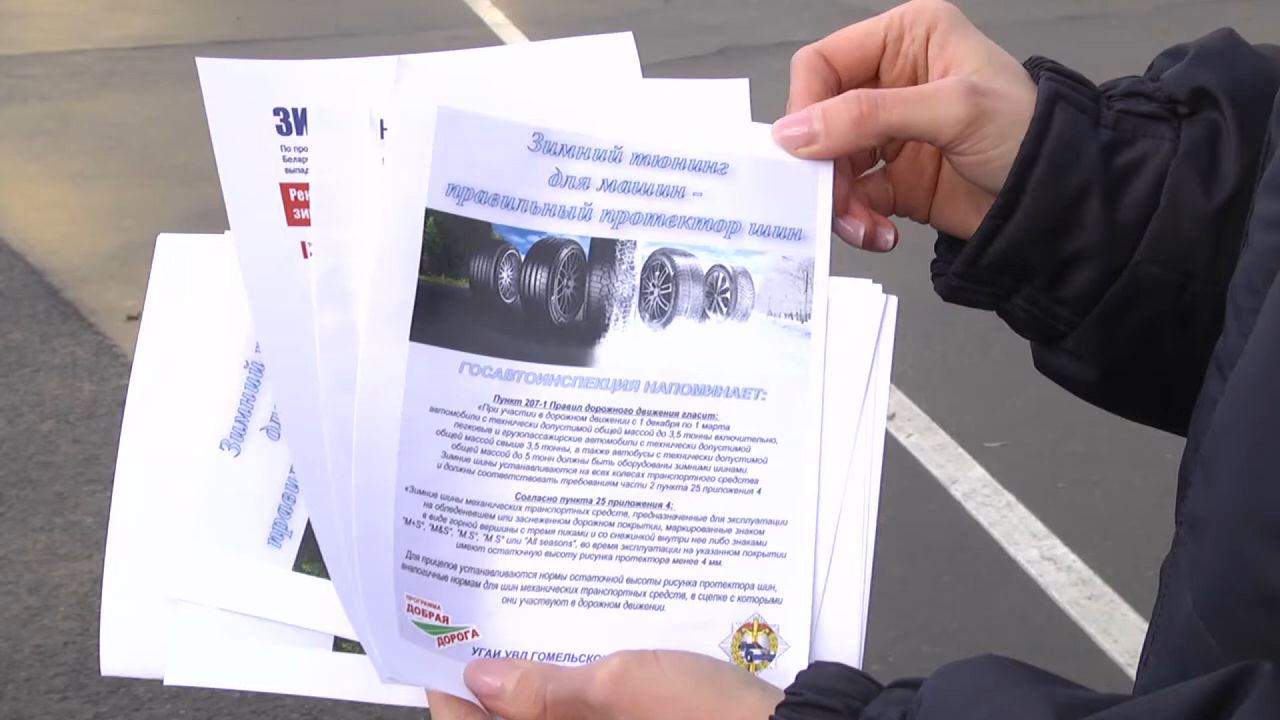 Зимний тюнинг
для машин -
правильный протектор шин
ГОСАВТОИНСПЕКЦИЯ НАПОМИНАЕТ:
Пункт 207-1 Правил дорожного движения гласит:
«При участии в дорожном движении с 1 декабря по 1 марта
автомобили с технически допустимой общей массой до 3,5 тонны включительно,
легковые и грузопассажирские автомобили с технически допустимой
общей массой свыше 3,5 тонны, а также автобусы с технически допустимой
общей массой до 5 тонн должны быть оборудованы зимними шинами.
Зимние шины устанавливаются на всех колесах транспортного средства
и должны соответствовать требованиям части 2 пункта 25 приложения 4
Согласно пункта 25 приложения 4:
«Зимние шины механических транспортных средств, предназначенные для эксплуатации
на обледеневшем или заснеженном дорожном покрытии, маркированные знаком
в виде горной вершины с тремя пиками и со снежинкой внутри нее либо знаками
"M+S", "M&S", "M.S", "M S" или "All seasons", во время эксплуатации на указанном покрытии
имеют остаточную высоту рисунка протектора менее 4 мм.
Для прицепов устанавливаются нормы остаточной высоты рисунка протектора шин,
аналогичные нормам для шин механических транспортных средств, в сцепке с которыми
они участвуют в дорожном движении.
ПРОГРАММА
ДОБРАЯ
ДОРОГА
УГАИ УВД ГОМЕЛЬСКО
ЗИ
По про
Белар
выпад
Рек
зи
Зимний